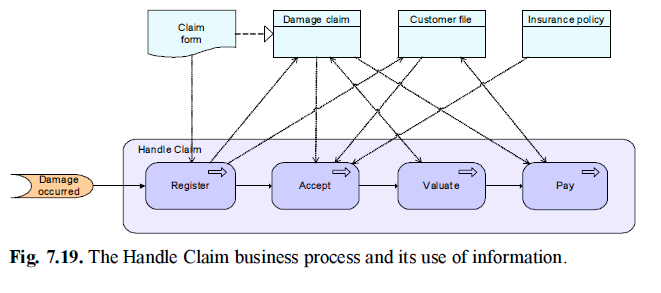 Claim
form
Damage claim
Customer file
Insurance policy
Handle Claim
Damage
occurred
Register
Accept
Valuate
Pay
Fig. 7.19. The Handle Claim business process and its use of information.